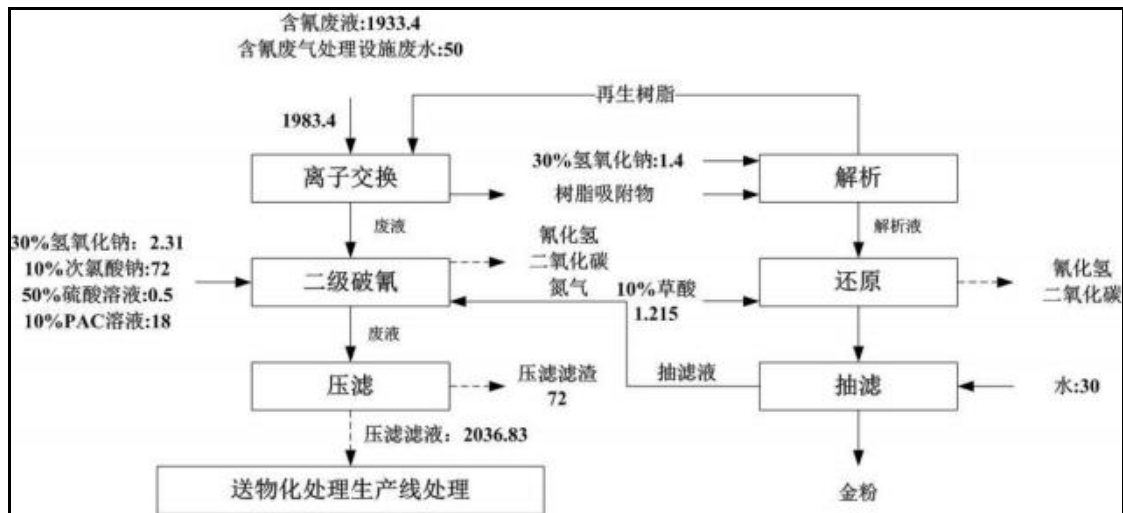 含氰废液:1933.4
含氰废气处理设施废水:50
再生树脂
1983.4
离子交换
30%氢氧化钠:1.4
树脂吸附物
解析
废液
解析液
30%氢氧化钠：2.31
10%次氯酸钠:72
50%硫酸溶液:0.5
10%PAC溶液:18
二级破氰
氰化氢
二氧化碳
氮气
10%草酸
1.215
还原
氰化氢
二氧化碳
废液
压滤
压滤滤渣
72
抽滤液
抽滤
水:30
压滤滤液：2036.83
送物化处理生产线处理
金粉